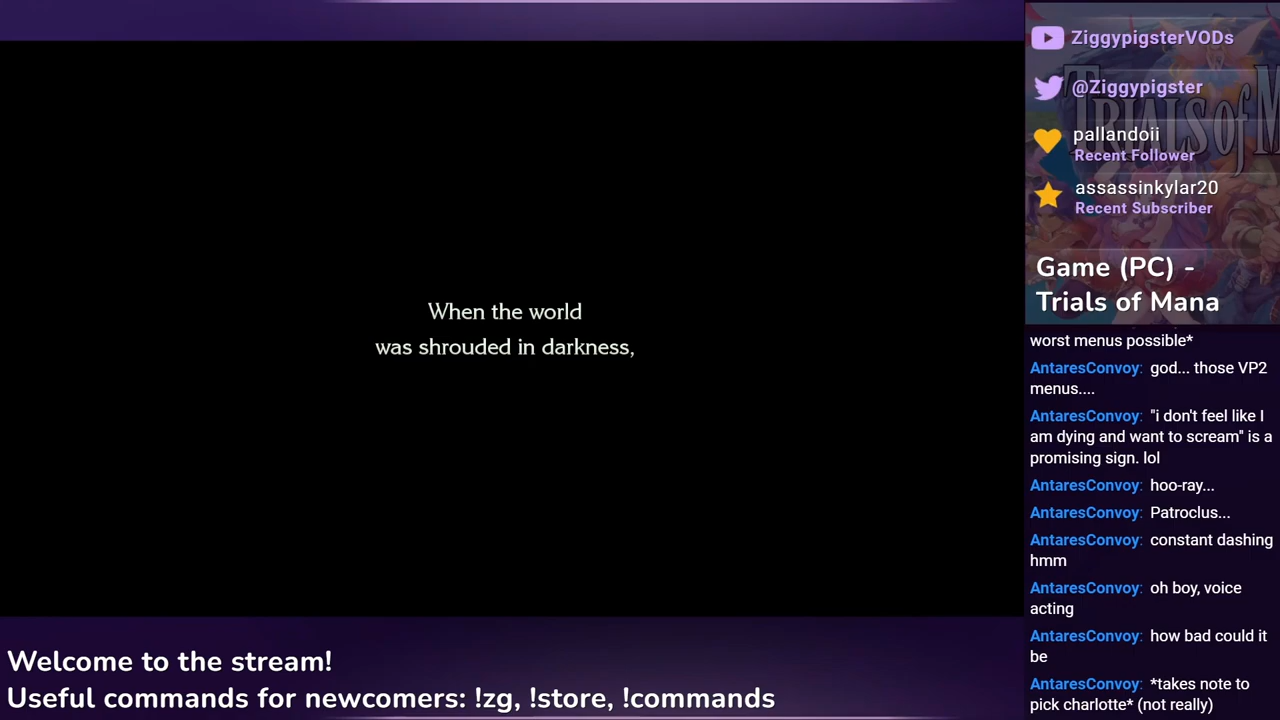 ZiggypigsterVODs
@Ziggypigster
TRIALS of M
pallandoii
Recent Follower
assassinkylar20
Recent Subscriber
Game (PC) -
Trials of Mana
When the world
was shrouded in darkness,
worst menus possible*
AntaresConvoy: god... those VP2
menus....
AntaresConvoy: "i don't feel like I
am dying and want to scream" is a
promising sign. lol
AntaresConvoy: hoo-ray...
AntaresConvoy: Patroclus...
AntaresConvoy: constant dashing
hmm
AntaresConvoy: oh boy, voice
acting
AntaresConvoy: how bad could it
be
AntaresConvoy: *takes note to
pick charlotte* (not really)
Welcome to the stream!
Useful commands for newcomers: !zg, !store, !commands